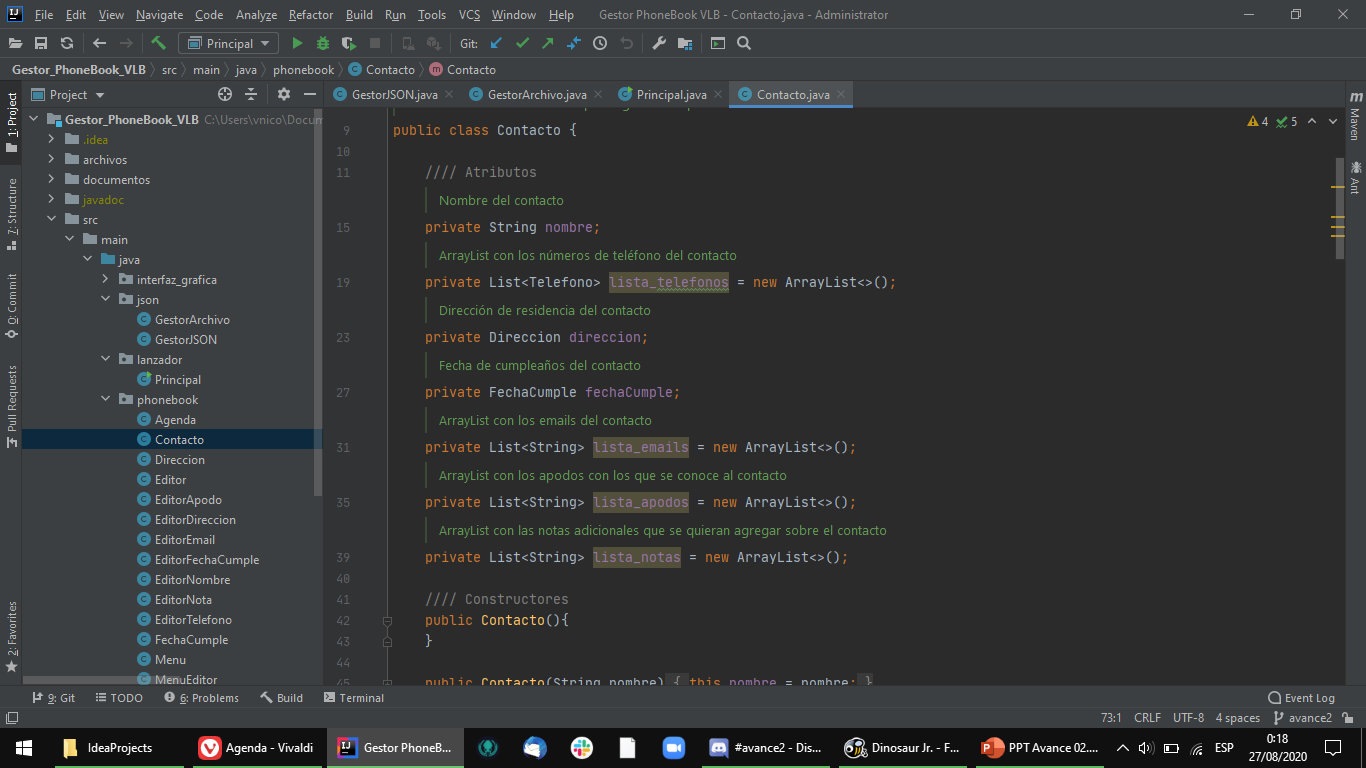 File Edit View Navigate Code Analyze Refactor Build Run Tools VCS Window Help Gestor PhoneBook VLB - Contacto.java - Administrator
Principal Git:
Gestor_PhoneBook_VLB src main java phonebook Contacto Contacto
Project
GestorJSON.java GestorArchivo.java Principal.java Contacto.java
1: Project
7: Structure
0: Commit
Pull Requests
2: Favorites
Gestor_PhoneBook_VLB C:\Users\vnico\Docum
.idea
archivos
documentos
javadoc
src
main
java
interfaz_grafica
json
GestorArchivo
GestorJSON
lanzador
Principal
phonebook
Agenda
Contacto
Direccion
Editor
EditorApodo
EditorDireccion
EditorEmail
EditorFechaCumple
EditorNombre
EditorNota
EditorTelefono
FechaCumple
Menu
MenuEditor
9 public class Contacto {
10
11 //// Atributos
Nombre del contacto
15 private String nombre;
ArrayList con los números de teléfono del contacto
19 private List<Telefono> lista_telefonos = new ArrayList<>();
Dirección de residencia del contacto
23 private Direccion direccion;
Fecha de cumpleaños del contacto
27 private FechaCumple fechaCumple;
ArrayList con los emails del contacto
31 private List<String> lista_emails = new ArrayList<>();
ArrayList con los apodos con los que se conoce al contacto
35 private List<String> lista_apodos = new ArrayList<>();
ArrayList con las notas adicionales que se quieran agregar sobre el contacto
39 private List<String> lista_notas = new ArrayList<>();
40
41 //// Constructores
42 public Contacto(){
43 }
44
45 public Contacto(String nombre) { this.nombre = nombre; }
4 5
Maven
Ant
9: Git TODO 6: Problems Build Terminal Event Log
73:1 CRLF UTF-8 4 spaces avance2
IdeaProjects Agenda - Vivaldi Gestor PhoneB... #avance2 - Dis... Dinosaur Jr. - F... PPT Avance 02.... ESP
0:18
27/08/2020